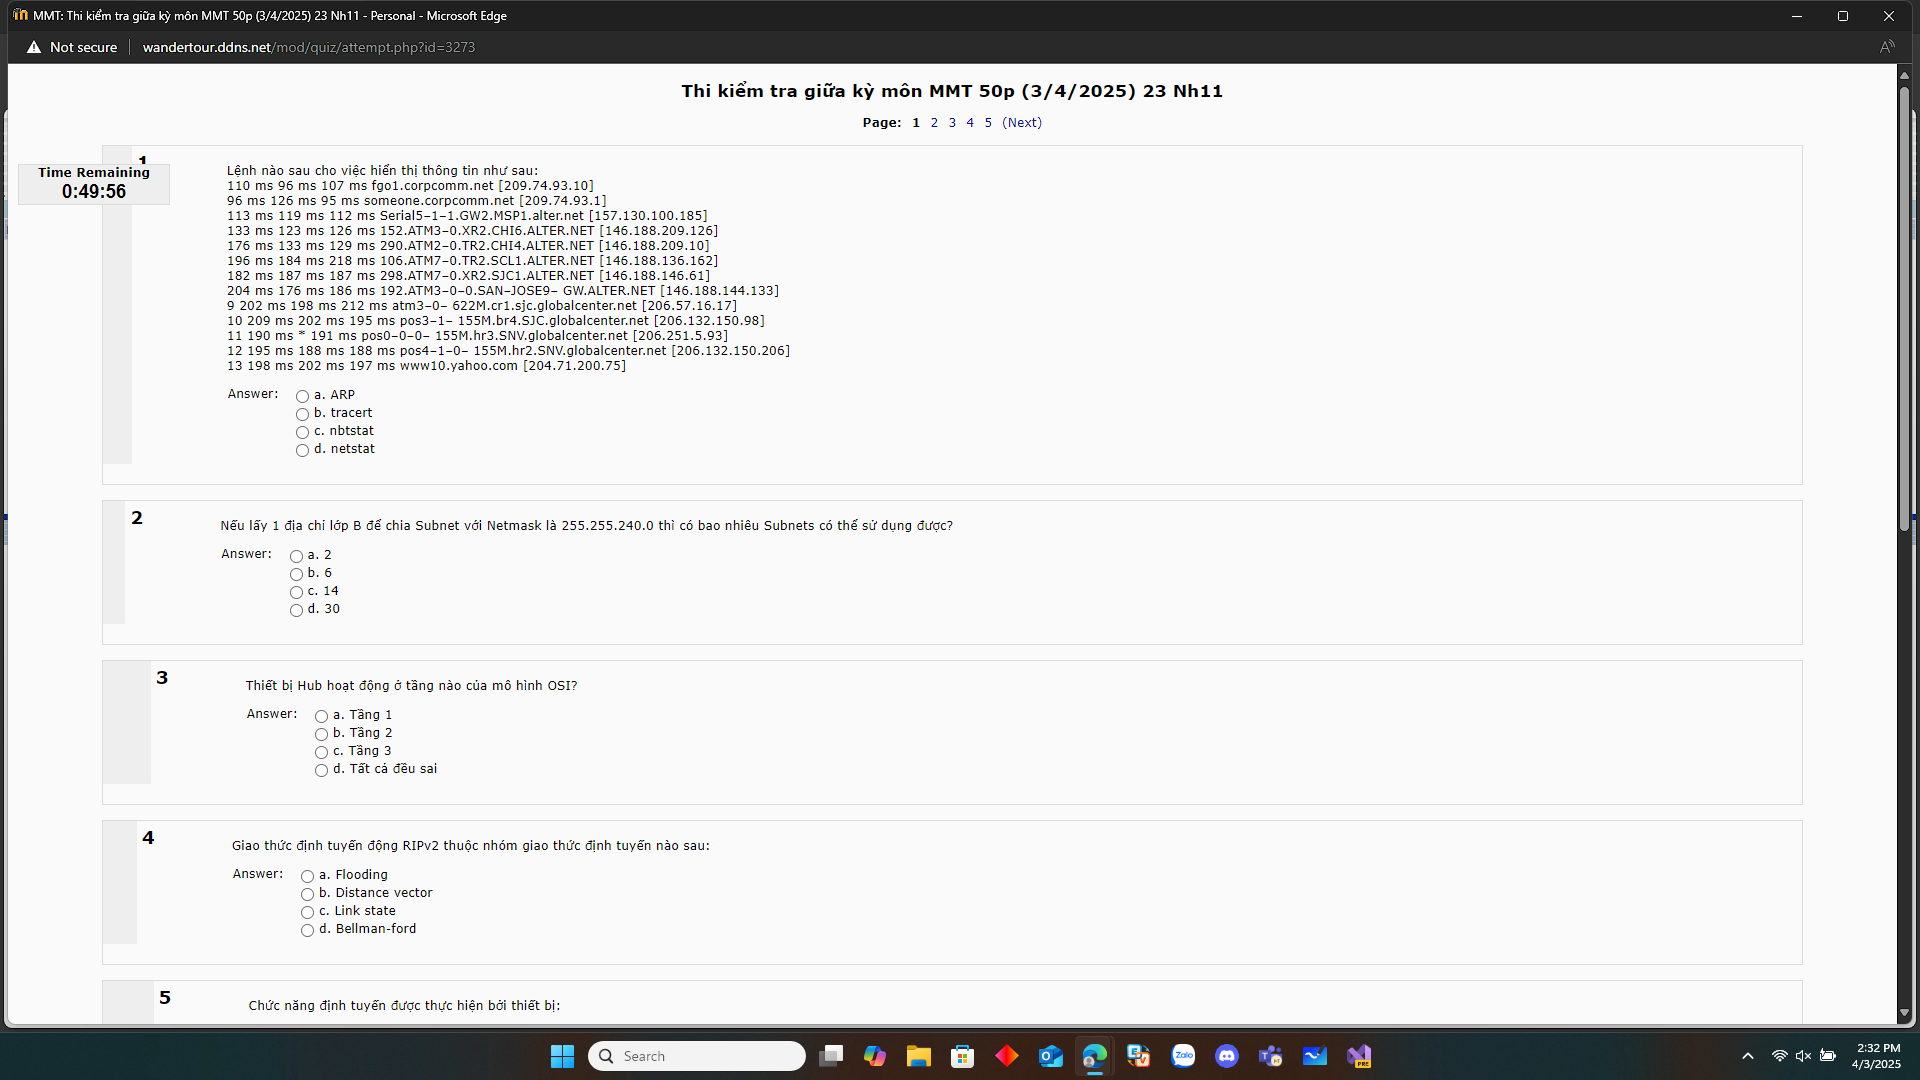 MMT: Thi kiểm tra giữa kỳ môn MMT 50p (3/4/2025) 23 Nh11 - Personal - Microsoft Edge
Not secure
wandertour.ddns.net/mod/quiz/attempt.php?id=3273
Thi kiểm tra giữa kỳ môn MMT 50p (3/4/2025) 23 Nh11
Page: 1 2 3 4 5 (Next)
1
Time Remaining
0:49:56
Lệnh nào sau cho việc hiển thị thông tin như sau:
110 ms 96 ms 107 ms fgo1.corpcomm.net [209.74.93.10]
96 ms 126 ms 95 ms someone.corpcomm.net [209.74.93.1]
113 ms 119 ms 112 ms Serial5-1-1.GW2.MSP1.alter.net [157.130.100.185]
133 ms 123 ms 126 ms 152.ATM3-0.XR2.CHI6.ALTER.NET [146.188.209.126]
176 ms 133 ms 129 ms 290.ATM2-0.TR2.CHI4.ALTER.NET [146.188.209.10]
196 ms 184 ms 218 ms 106.ATM7-0.TR2.SCL1.ALTER.NET [146.188.136.162]
182 ms 187 ms 187 ms 298.ATM7-0.XR2.SJC1.ALTER.NET [146.188.146.61]
204 ms 176 ms 186 ms 192.ATM3-0-0.SAN-JOSE9- GW.ALTER.NET [146.188.144.133]
9 202 ms 198 ms 212 ms atm3-0- 622M.cr1.sjc.globalcenter.net [206.57.16.17]
10 209 ms 202 ms 195 ms pos3-1- 155M.br4.SJC.globalcenter.net [206.132.150.98]
11 190 ms * 191 ms pos0-0-0- 155M.hr3.SNV.globalcenter.net [206.251.5.93]
12 195 ms 188 ms 188 ms pos4-1-0- 155M.hr2.SNV.globalcenter.net [206.132.150.206]
13 198 ms 202 ms 197 ms www10.yahoo.com [204.71.200.75]
Answer:
a. ARP
b. tracert
c. nbtstat
d. netstat
2
Nếu lấy 1 địa chỉ lớp B để chia Subnet với Netmask là 255.255.240.0 thì có bao nhiêu Subnets có thể sử dụng được?
Answer:
a. 2
b. 6
c. 14
d. 30
3
Thiết bị Hub hoạt động ở tầng nào của mô hình OSI?
Answer:
a. Tầng 1
b. Tầng 2
c. Tầng 3
d. Tất cả đều sai
4
Giao thức định tuyến động RIPv2 thuộc nhóm giao thức định tuyến nào sau:
Answer:
a. Flooding
b. Distance vector
c. Link state
d. Bellman-ford
5
Chức năng định tuyến được thực hiện bởi thiết bị:
Search
Zalo
PRE
2:32 PM
4/3/2025